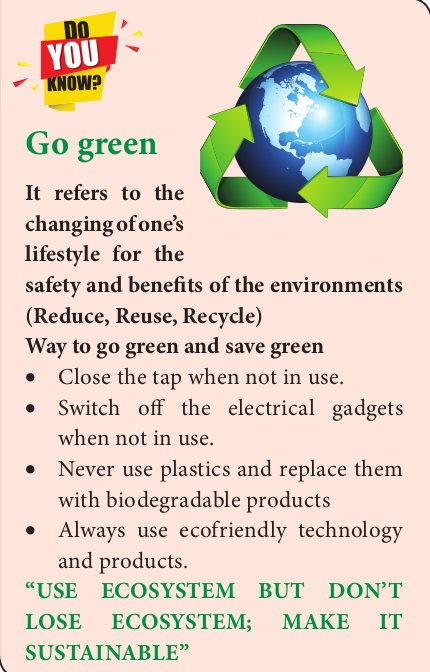 DO
YOU
KNOW?
Go green
It refers to the
changing of one's
lifestyle for the
safety and benefits of the environments
(Reduce, Reuse, Recycle)
Way to go green and save green
• Close the tap when not in use.
• Switch off the electrical gadgets
when not in use.
• Never use plastics and replace them
with biodegradable products
• Always use ecofriendly technology
and products.
“USE ECOSYSTEM BUT DON’T
LOSE ECOSYSTEM; MAKE IT
SUSTAINABLE”